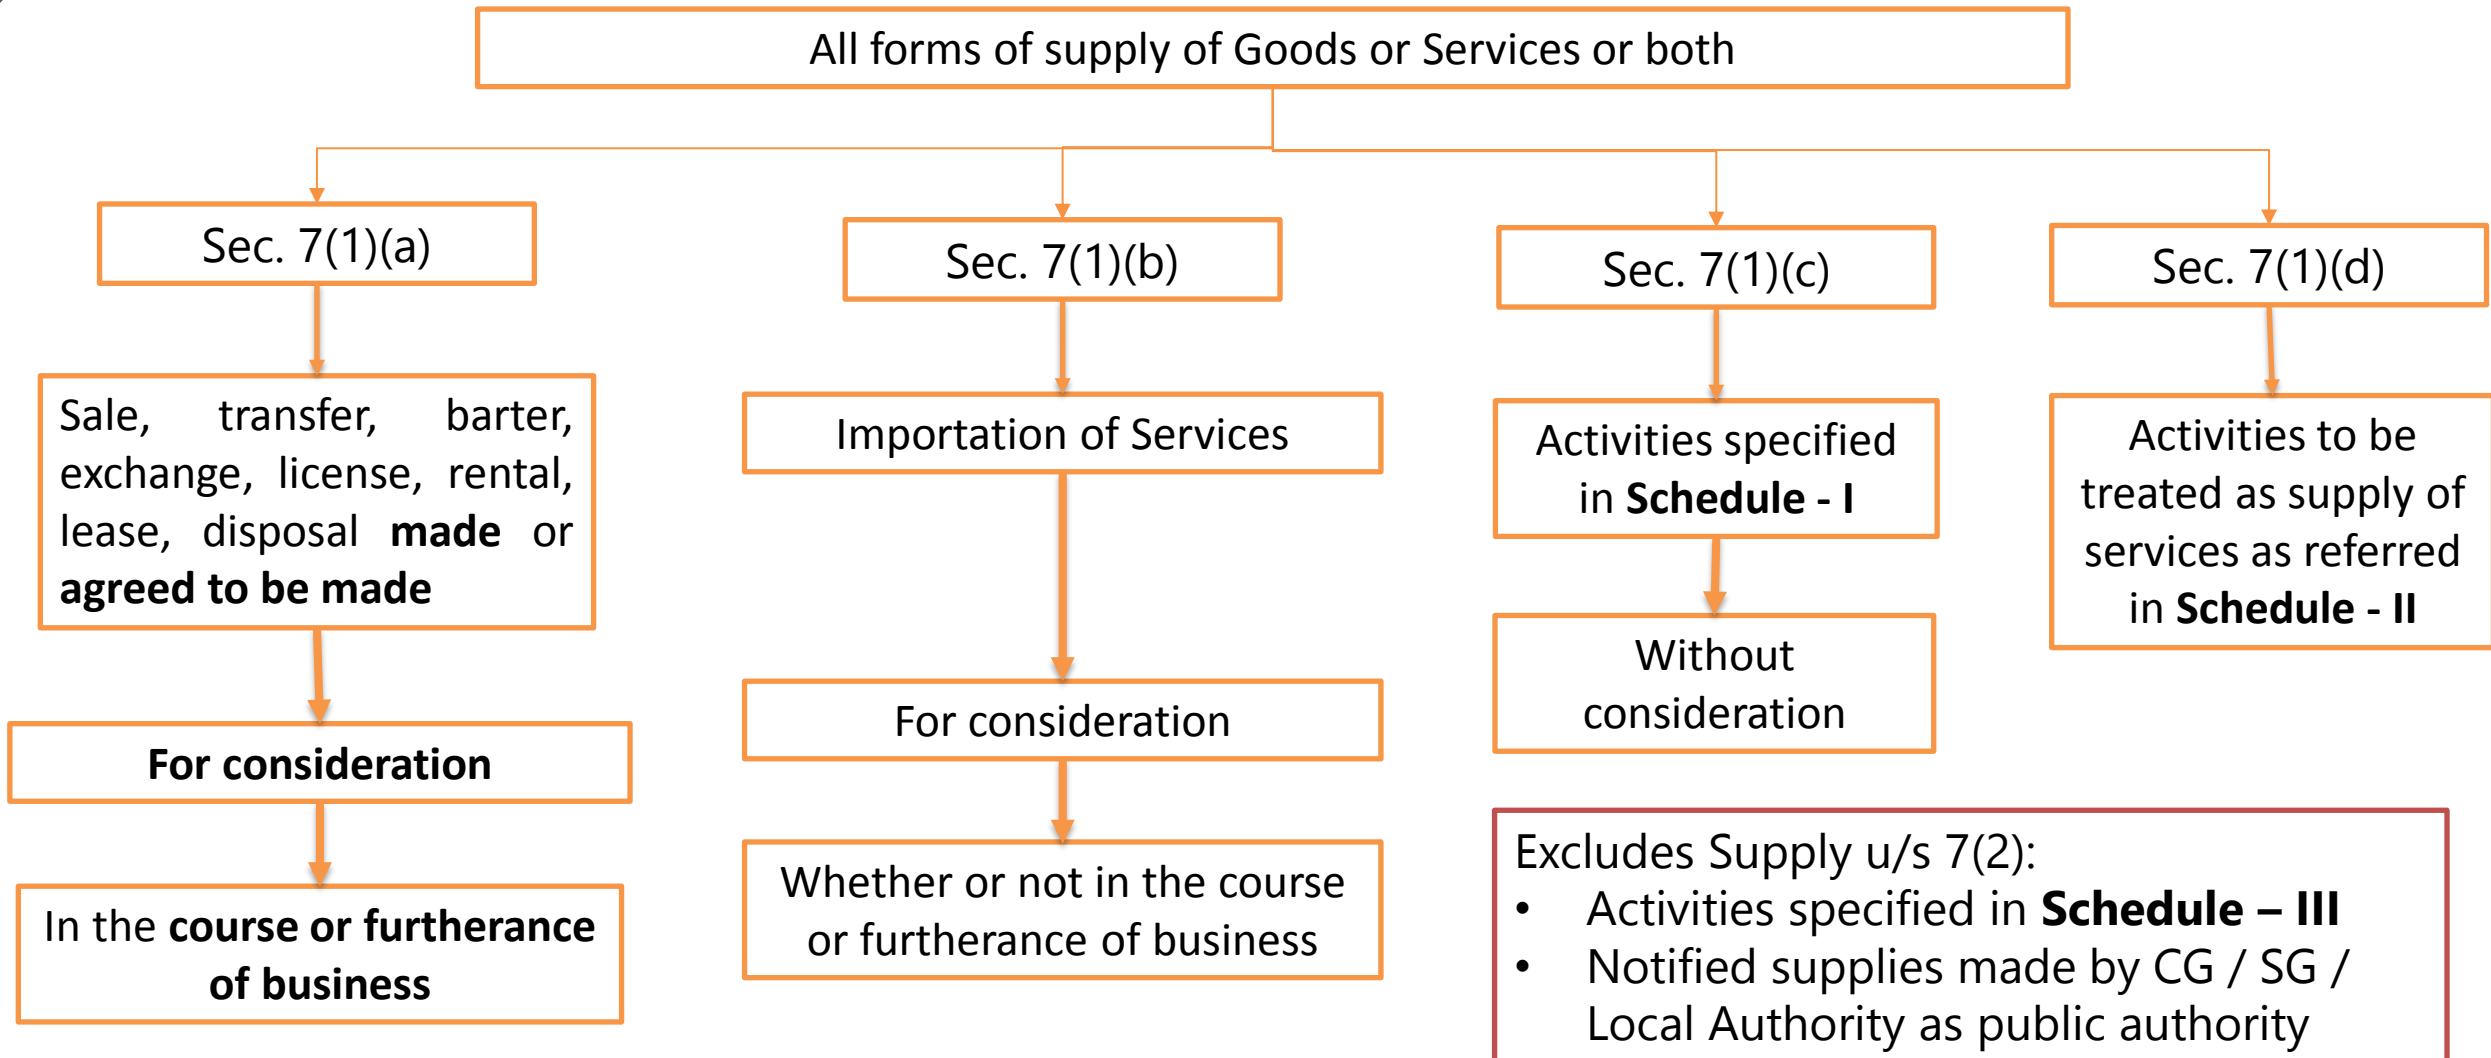 All forms of supply of Goods or Services or both
Sec. 7(1)(a)
Sale, transfer, barter,
exchange, license, rental,
lease, disposal made or
agreed to be made
For consideration
In the course or furtherance
of business
Sec. 7(1)(b)
Importation of Services
For consideration
Whether or not in the course
or furtherance of business
Sec. 7(1)(c)
Activities specified
in Schedule - I
Without
consideration
Sec. 7(1)(d)
Activities to be
treated as supply of
services as referred
in Schedule - II
Excludes Supply u/s 7(2):
• Activities specified in Schedule – III
• Notified supplies made by CG / SG /
Local Authority as public authority